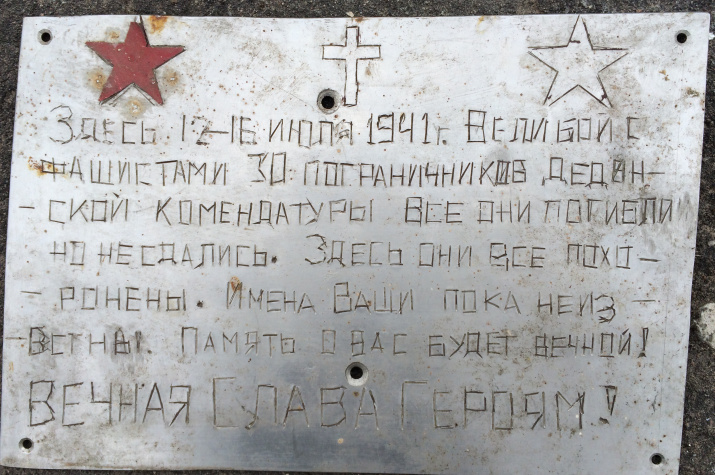 Здесь 12-16 июля 1941г. Вели бой с
фашистами 30 пограничников Дедвин-
-ской комендатуры все они погибли
но не сдались. Здесь они все похо-
-ронены. Имена Ваши пока неиз-
-вестны. Память о вас будет вечной!
Вечная Слава Героям!